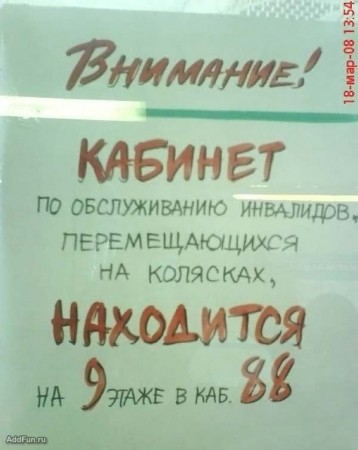 18-мар-08 13:54
Внимание!
КАБИНЕТ
ПО ОБСЛУЖИВАНИЮ ИНВАЛИДОВ,
ПЕРЕМЕЩАЮЩИХСЯ
НА КОЛЯСКАХ,
НАХОДИТСЯ
НА 9 ЭТАЖЕ В КАБ. 88
AddFun.ru